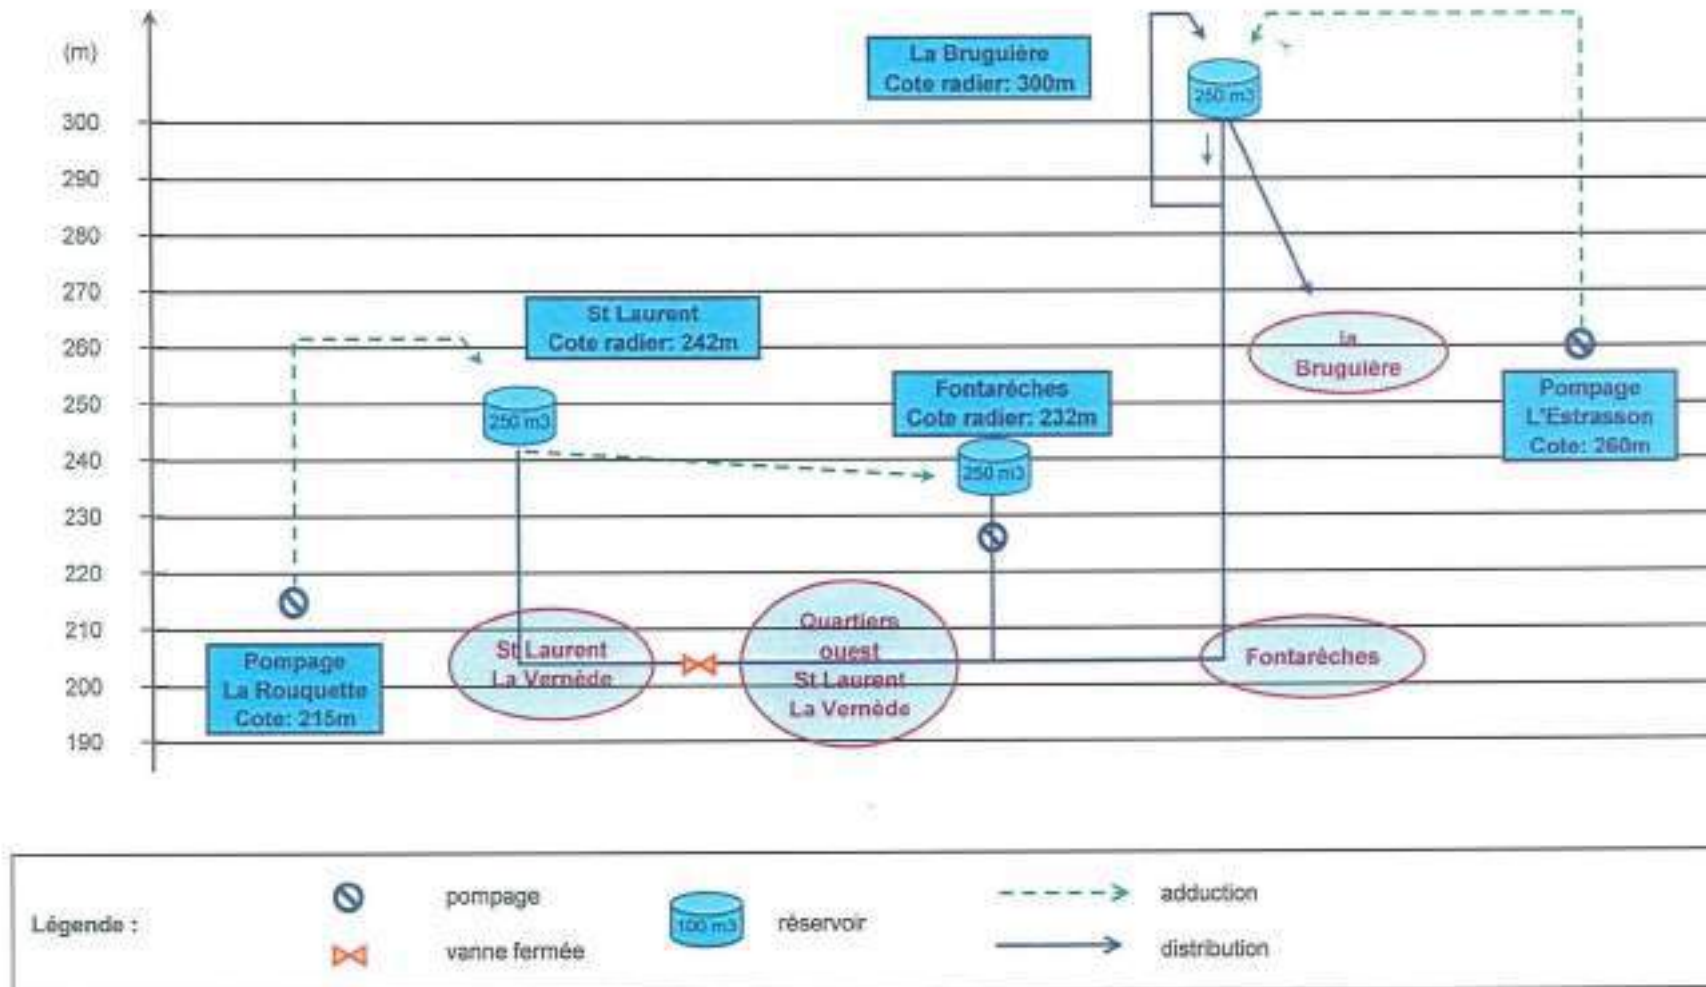 (m)
300
290
280
270
260
250
240
230
220
210
200
190
La Bruguière
Cote radier: 300m
250 m3
St Laurent
Cote radier: 242m
250 m3
Fontarèches
Cote radier: 232m
250 m3
la
Bruguière
Pompage
L'Estrasson
Cote: 260m
Pompage
La Rouquette
Cote: 215m
St Laurent
La Vernède
Quartiers
ouest
St Laurent
La Vernède
Fontarèches
Légende :
pompage
vanne fermée
100 m3
réservoir
adduction
distribution